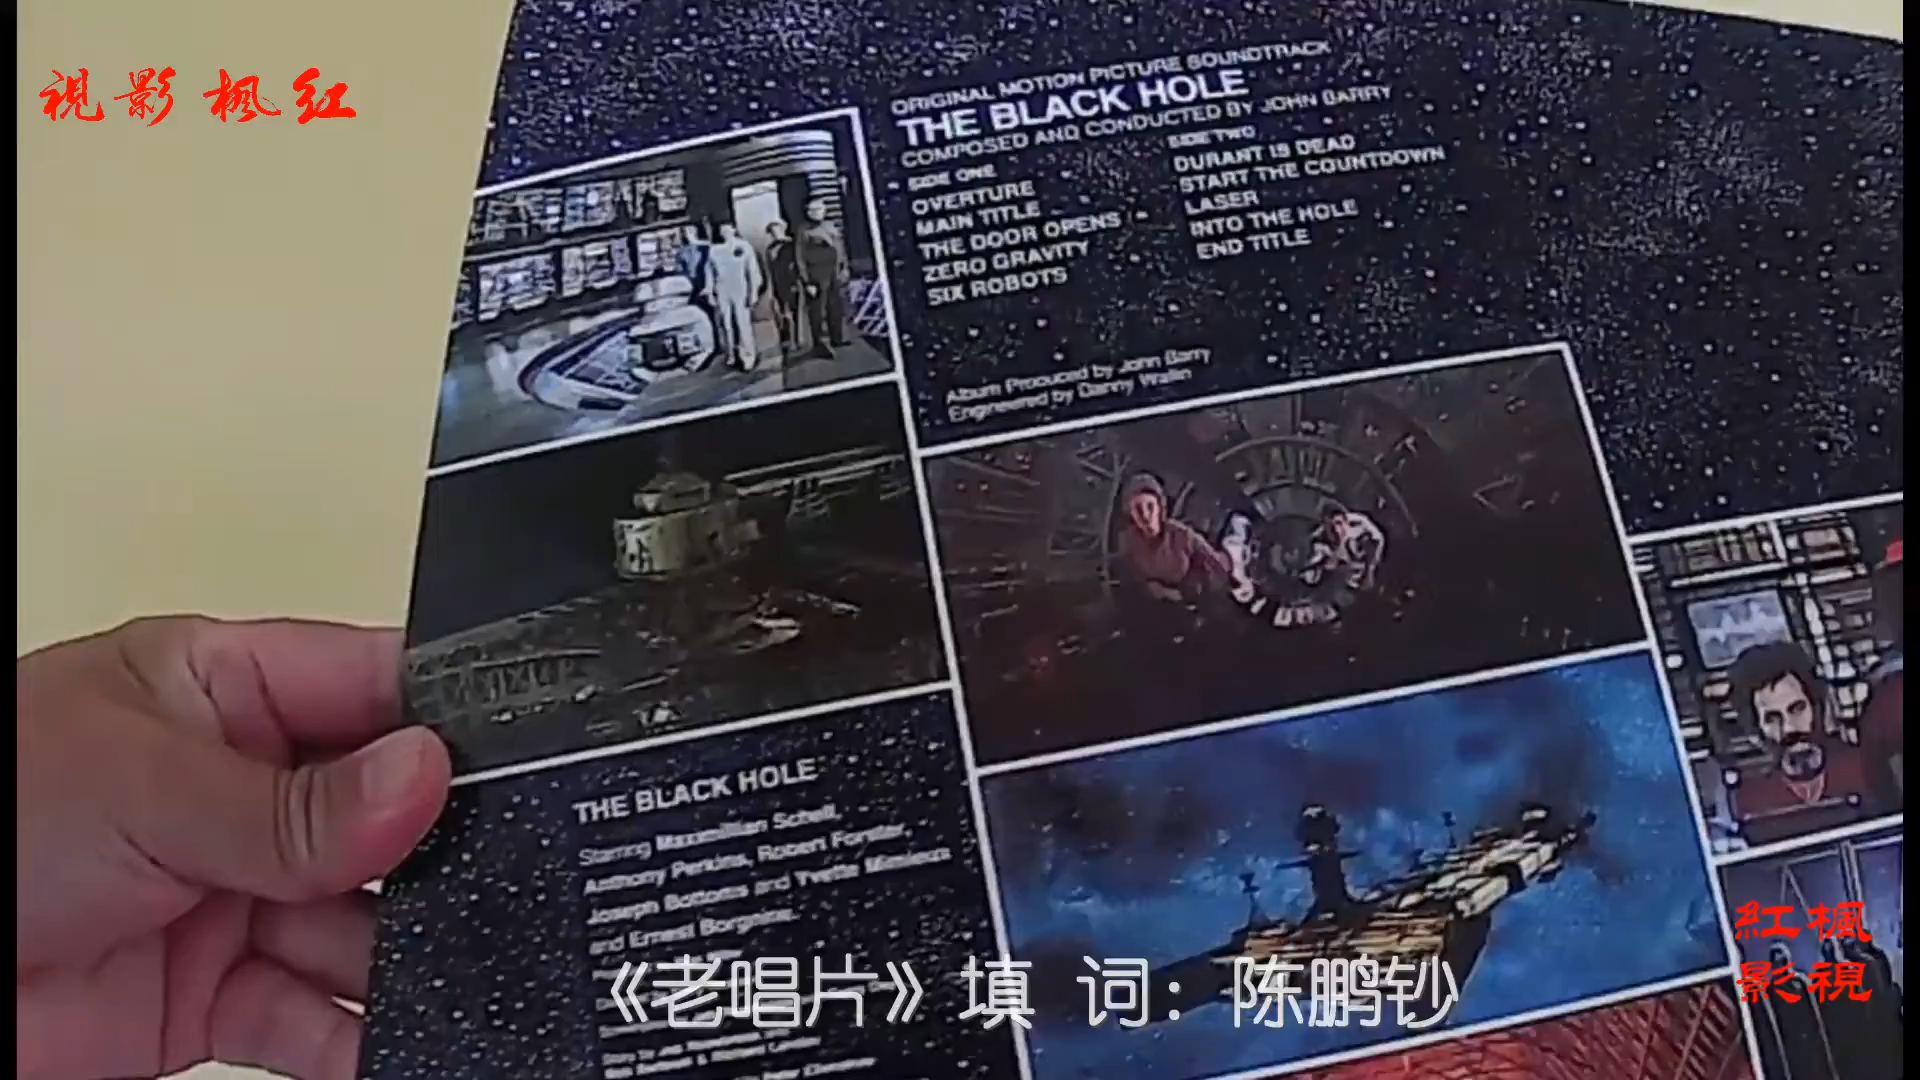 視影楓红
ORIGINAL MOTION PICTURE SOUNDTRACK
THE BLACK HOLE
COMPOSED AND CONDUCTED BY JOHN BARRY
SIDE ONE
OVERTURE
MAIN TITLE
THE DOOR OPENS
ZERO GRAVITY
SIX ROBOTS
SIDE TWO
DURANT IS DEAD
START THE COUNTDOWN
LASER
INTO THE HOLE
END TITLE
Album Produced by John Barry
Engineered by Danny Wallin
THE BLACK HOLE
Starring Maximilian Schell,
Anthony Perkins, Robert Forster,
Joseph Bottoms and Yvette Mimieux
and Ernest Borgnine.
《老唱片》填 词：陈鹏钞
紅楓
影視